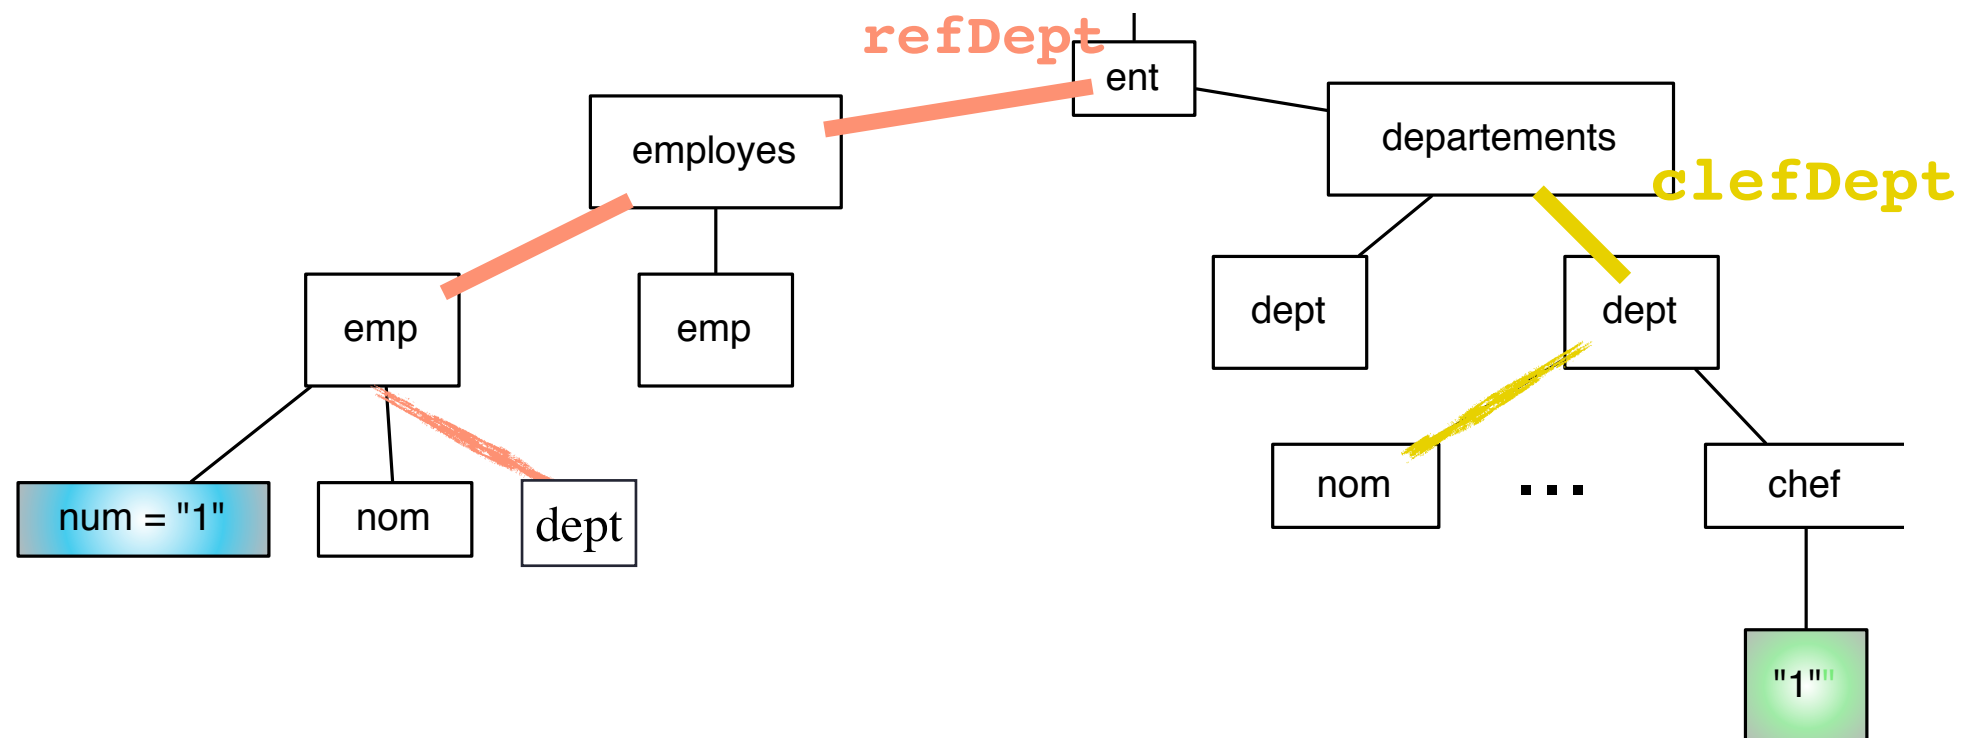 refDept
ent
employes
departements
clefDept
emp
emp
dept
dept
num = "1"
nom
dept
nom
...
chef
"1""